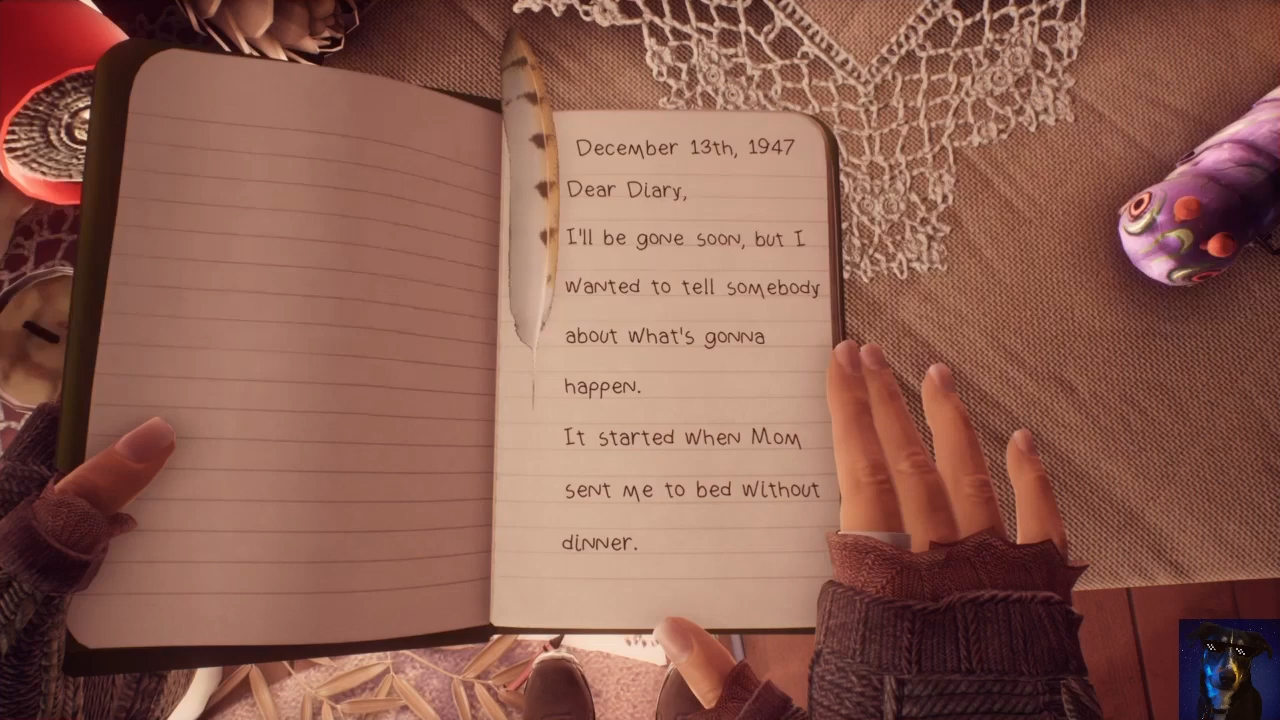 December 13th, 1947
Dear Diary,
I'll be gone soon, but I
wanted to tell somebody
about what's gonna
happen.
It started when Mom
sent me to bed without
dinner.